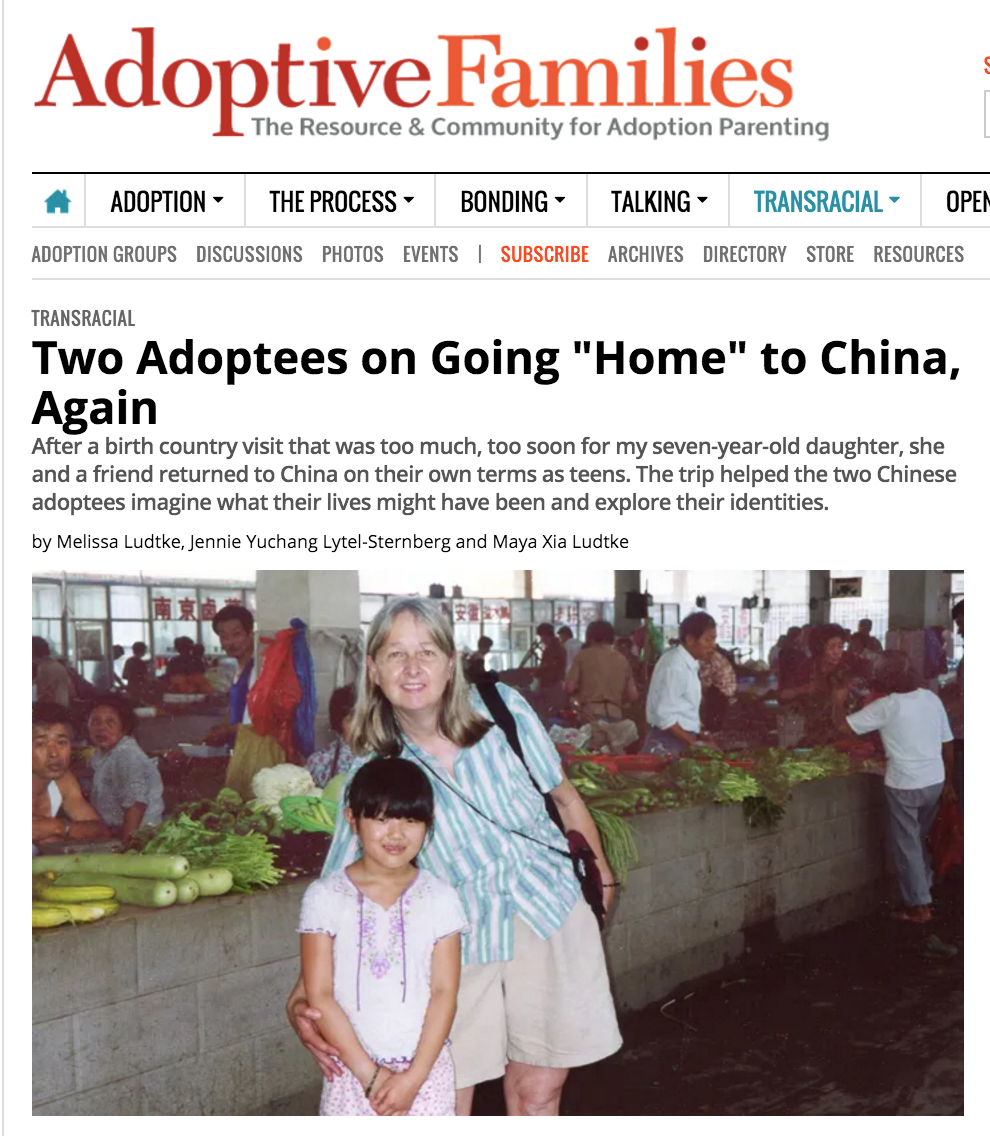 AdoptiveFamilies
The Resource & Community for Adoption Parenting
ADOPTION
THE PROCESS
BONDING
TALKING
TRANSRACIAL
ADOPTION GROUPS
DISCUSSIONS
PHOTOS
EVENTS
|
SUBSCRIBE
ARCHIVES
DIRECTORY
STORE
RESOURCES
TRANSRACIAL
Two Adoptees on Going "Home" to China,
Again
After a birth country visit that was too much, too soon for my seven-year-old daughter, she
and a friend returned to China on their own terms as teens. The trip helped the two Chinese
adoptees imagine what their lives might have been and explore their identities.
by Melissa Ludtke, Jennie Yuchang Lytel-Sternberg and Maya Xia Ludtke
南京卤
安徽